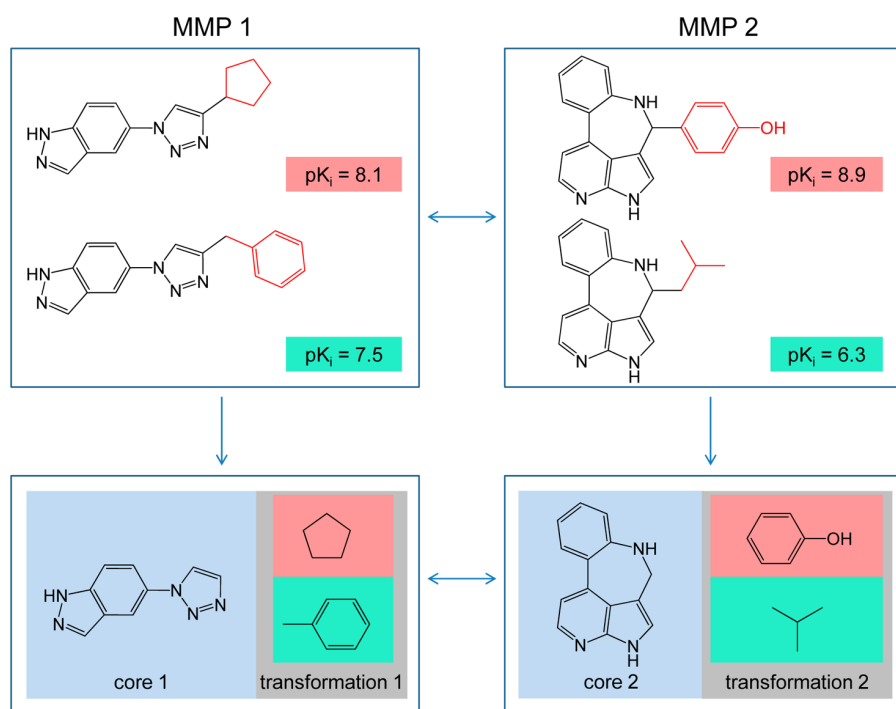 MMP 1
MMP 2
HN
N
N
N
N
pKi = 8.1
HN
N
N
N
N
pKi = 7.5
NH
OH
N
N
H
pKi = 8.9
NH
N
N
H
pKi = 6.3
HN
N
N
N
N
core 1
transformation 1
NH
N
N
H
core 2
OH
transformation 2